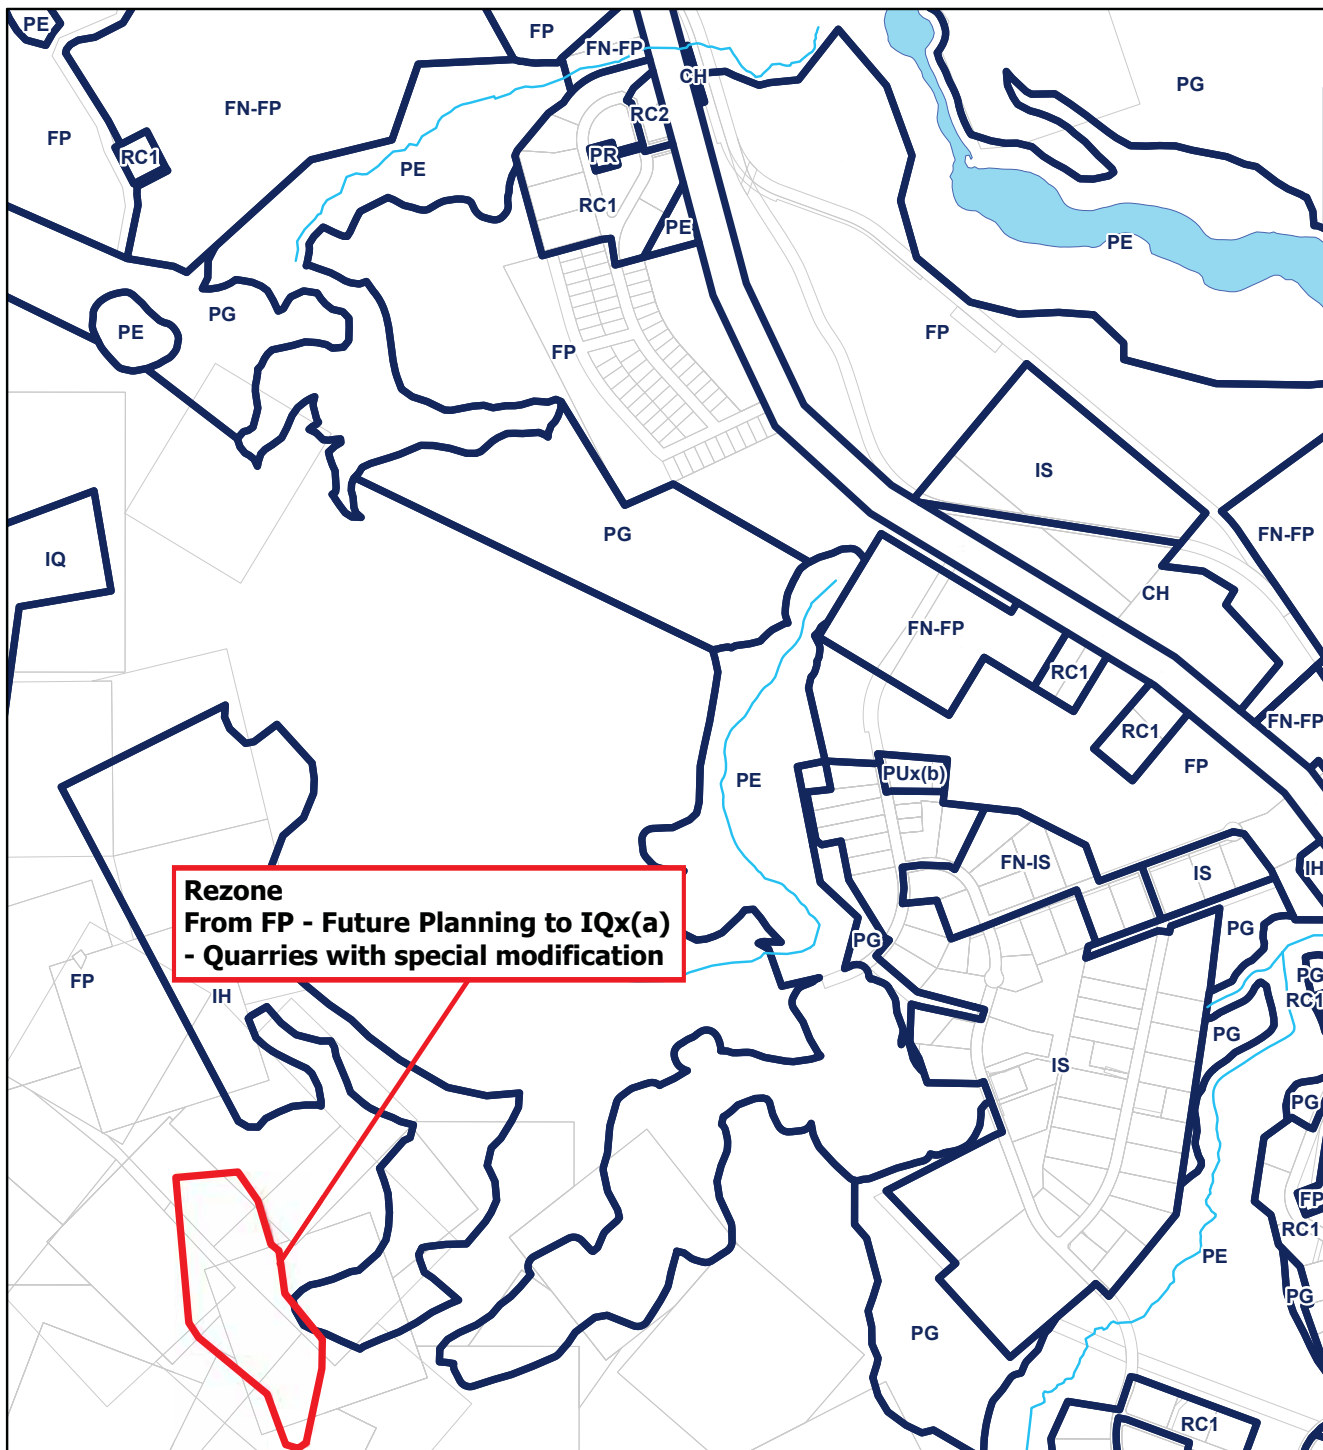 PE
FP
FN-FP
CH
PG
FN-FP
RC2
FP
RC1
PR
PE
RC1
PE
PE
PG
PE
FP
FP
IS
PG
FN-FP
IQ
CH
FN-FP
RC1
FN-FP
RC1
FP
PE
PUx(b)
FN-IS
IS
IH
Rezone
From FP - Future Planning to IQx(a)
- Quarries with special modification
PG
PG
FP
IH
PG
RC1
PG
IS
PG
FP
RC1
PE
PG
PG
RC1